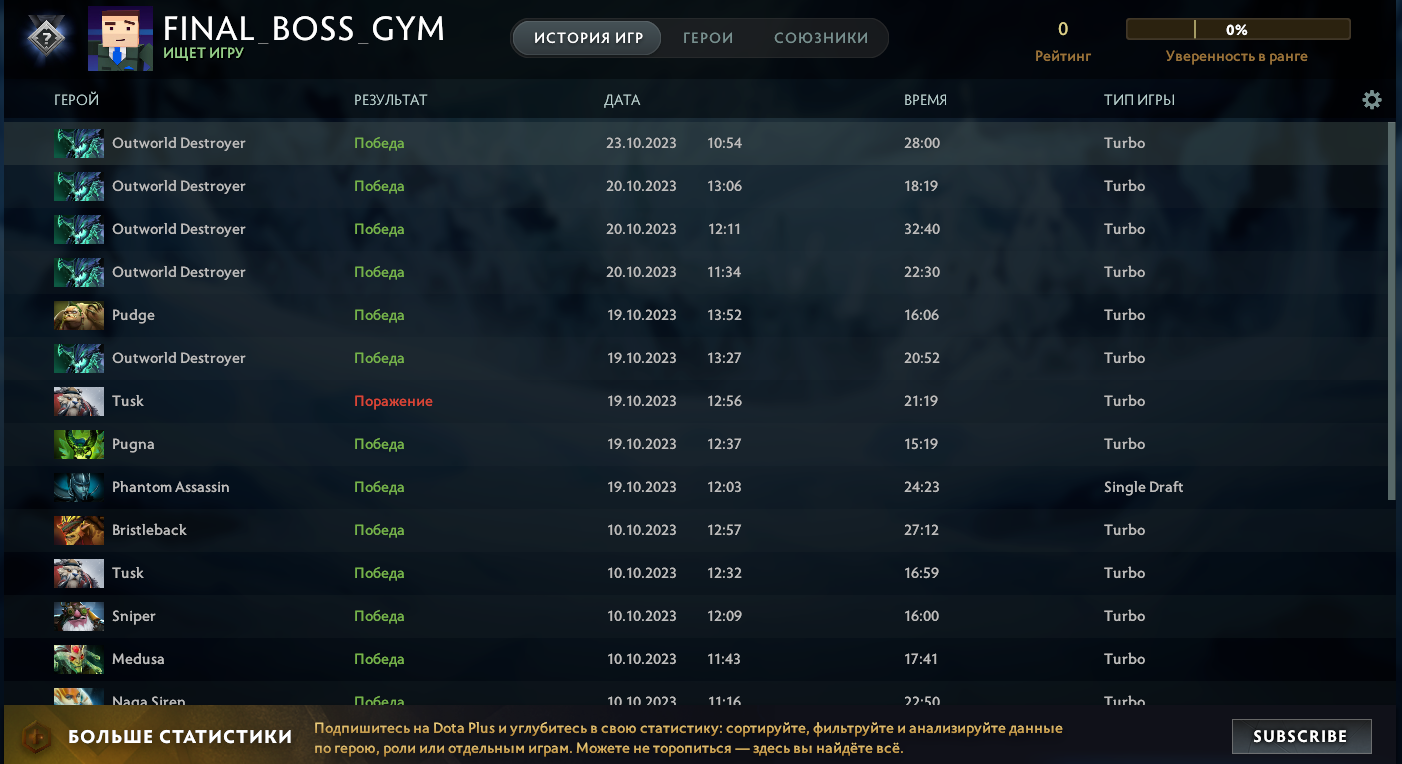 FINAL_BOSS_GYM
ИЩЕТ ИГРУ
ИСТОРИЯ ИГР ГЕРОИ СОЮЗНИКИ
0
Рейтинг
0%
Уверенность в ранге
ГЕРОЙ РЕЗУЛЬТАТ ДАТА ВРЕМЯ ТИП ИГРЫ
Outworld Destroyer Победа 23.10.2023 10:54 28:00 Turbo
Outworld Destroyer Победа 20.10.2023 13:06 18:19 Turbo
Outworld Destroyer Победа 20.10.2023 12:11 32:40 Turbo
Outworld Destroyer Победа 20.10.2023 11:34 22:30 Turbo
Pudge Победа 19.10.2023 13:52 16:06 Turbo
Outworld Destroyer Победа 19.10.2023 13:27 20:52 Turbo
Tusk Поражение 19.10.2023 12:56 21:19 Turbo
Pugna Победа 19.10.2023 12:37 15:19 Turbo
Phantom Assassin Победа 19.10.2023 12:03 24:23 Single Draft
Bristleback Победа 10.10.2023 12:57 27:12 Turbo
Tusk Победа 10.10.2023 12:32 16:59 Turbo
Sniper Победа 10.10.2023 12:09 16:00 Turbo
Medusa Победа 10.10.2023 11:43 17:41 Turbo
Naga Siren Победа 10.10.2023 11:16 22:50 Turbo
БОЛЬШЕ СТАТИСТИКИ
Подпишитесь на Dota Plus и углубитесь в свою статистику: сортируйте, фильтруйте и анализируйте данные
по герою, роли или отдельным играм. Можете не торопиться — здесь вы найдёте всё.
SUBSCRIBE